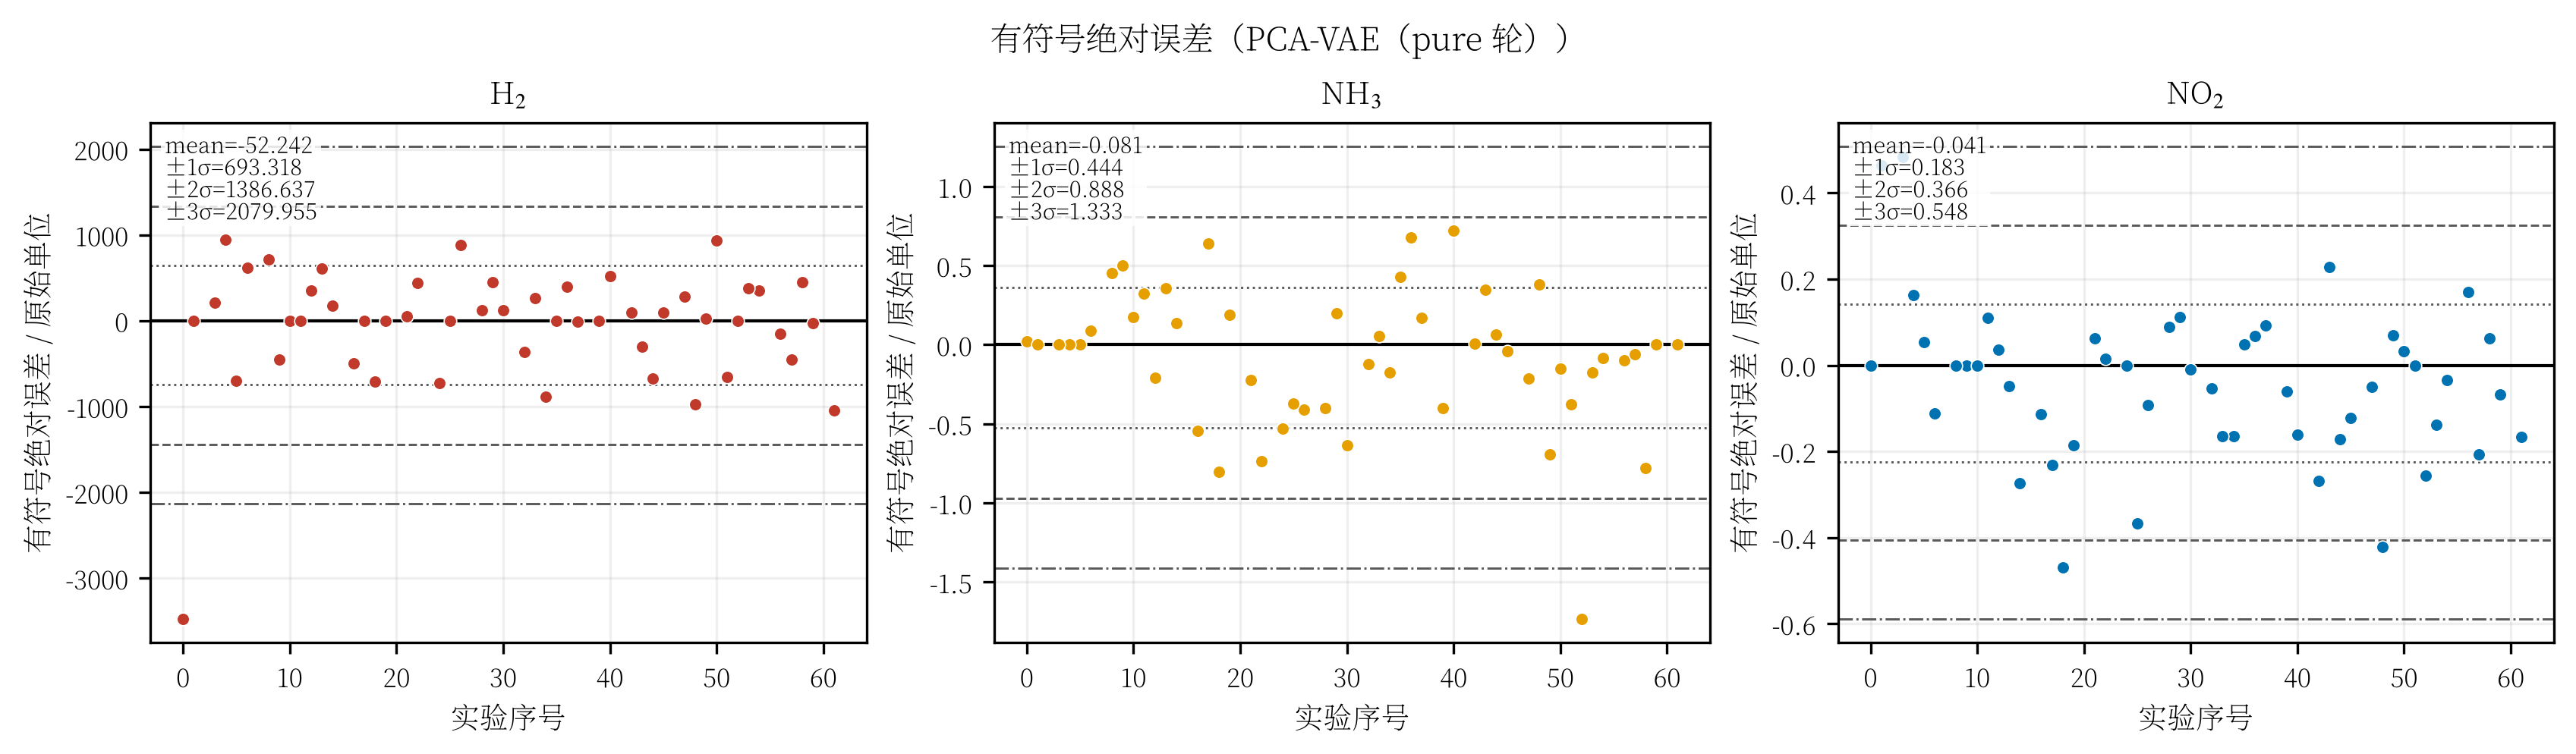 有符号绝对误差（PCA-VAE（pure 轮））
H₂
mean=-52.242
±1σ=693.318
±2σ=1386.637
±3σ=2079.955
2000
1000
0
-1000
-2000
-3000
有符号绝对误差 / 原始单位
0 10 20 30 40 50 60
实验序号
NH₃
mean=-0.081
±1σ=0.444
±2σ=0.888
±3σ=1.333
1.0
0.5
0.0
-0.5
-1.0
-1.5
有符号绝对误差 / 原始单位
0 10 20 30 40 50 60
实验序号
NO₂
mean=-0.041
±1σ=0.183
±2σ=0.366
±3σ=0.548
0.4
0.2
0.0
-0.2
-0.4
-0.6
有符号绝对误差 / 原始单位
0 10 20 30 40 50 60
实验序号